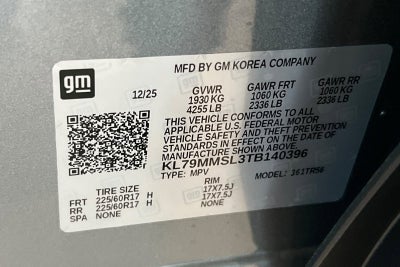 gm
MFD BY GM KOREA COMPANY
12/25 GVWR GAWR FRT GAWR RR
1930 KG 1060 KG 1060 KG
4255 LB 2336 LB 2336 LB
THIS VEHICLE CONFORMS TO ALL
APPLICABLE U.S. FEDERAL MOTOR
VEHICLE SAFETY AND THEFT
PREVENTION STANDARDS IN
EFFECT ON THE DATE OF
MANUFACTURE SHOWN ABOVE.
KL79MMSL3TB140396
TYPE: MPV MODEL: 261TR56
TIRE SIZE RIM
FRT 225/60R17 H 17X7.5J
RR 225/60R17 H 17X7.5J
SPA NONE NONE